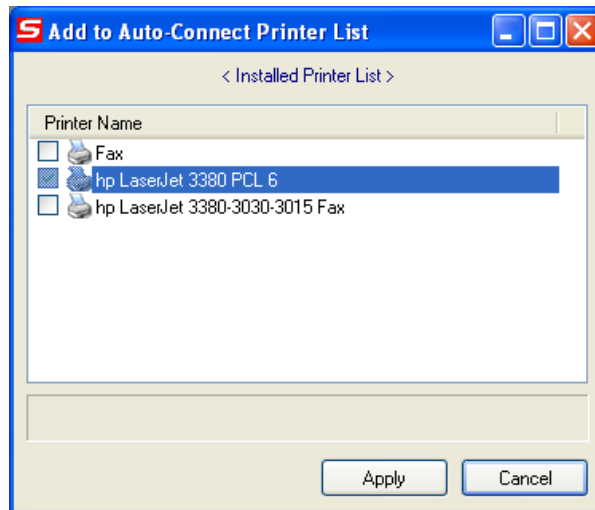 S Add to Auto-Connect Printer List
< Installed Printer List >
Printer Name
Fax
hp LaserJet 3380 PCL 6
hp LaserJet 3380-3030-3015 Fax
Apply Cancel